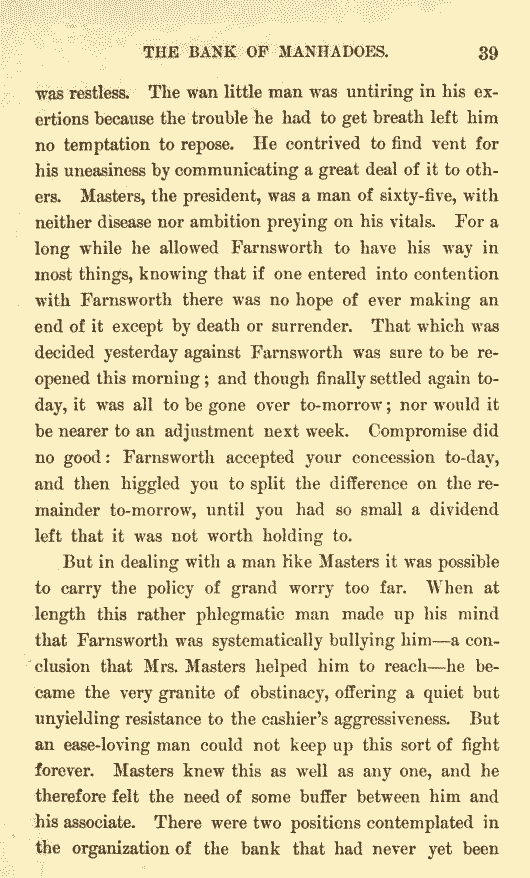 THE BANK OF MANHADOES. 39
was restless. The wan little man was untiring in his ex-
ertions because the trouble he had to get breath left him
no temptation to repose. He contrived to find vent for
his uneasiness by communicating a great deal of it to oth-
ers. Masters, the president, was a man of sixty-five, with
neither disease nor ambition preying on his vitals. For a
long while he allowed Farnsworth to have his way in
most things, knowing that if one entered into contention
with Farnsworth there was no hope of ever making an
end of it except by death or surrender. That which was
decided yesterday against Farnsworth was sure to be re-
opened this morning; and though finally settled again to-
day, it was all to be gone over to-morrow; nor would it
be nearer to an adjustment next week. Compromise did
no good: Farnsworth accepted your concession to-day,
and then higgled you to split the difference on the re-
mainder to-morrow, until you had so small a dividend
left that it was not worth holding to.
But in dealing with a man like Masters it was possible
to carry the policy of grand worry too far. When at
length this rather phlegmatic man made up his mind
that Farnsworth was systematically bullying him—a con-
clusion that Mrs. Masters helped him to reach—he be-
came the very granite of obstinacy, offering a quiet but
unyielding resistance to the cashier's aggressiveness. But
an ease-loving man could not keep up this sort of fight
forever. Masters knew this as well as any one, and he
therefore felt the need of some buffer between him and
his associate. There were two positions contemplated in
the organization of the bank that had never yet been